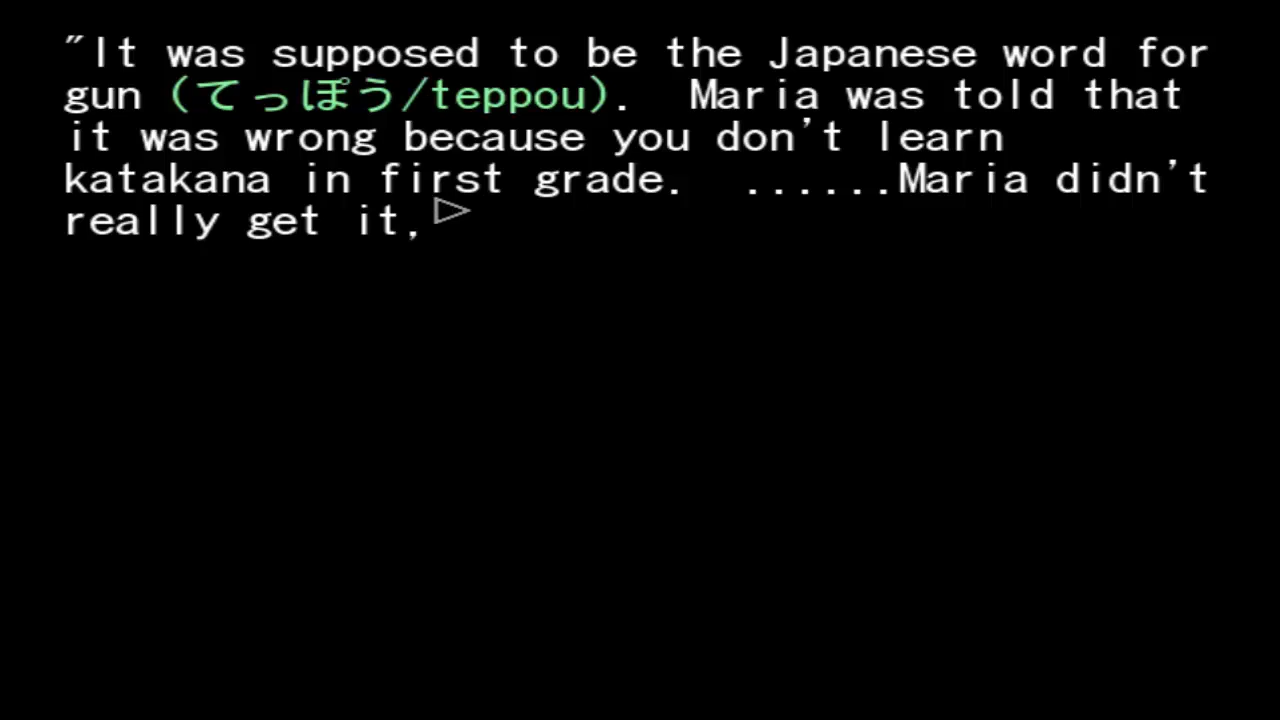 "It was supposed to be the Japanese word for
gun (てっぽう/teppou).  Maria was told that
it was wrong because you don't learn
katakana in first grade.  ......Maria didn't
really get it,